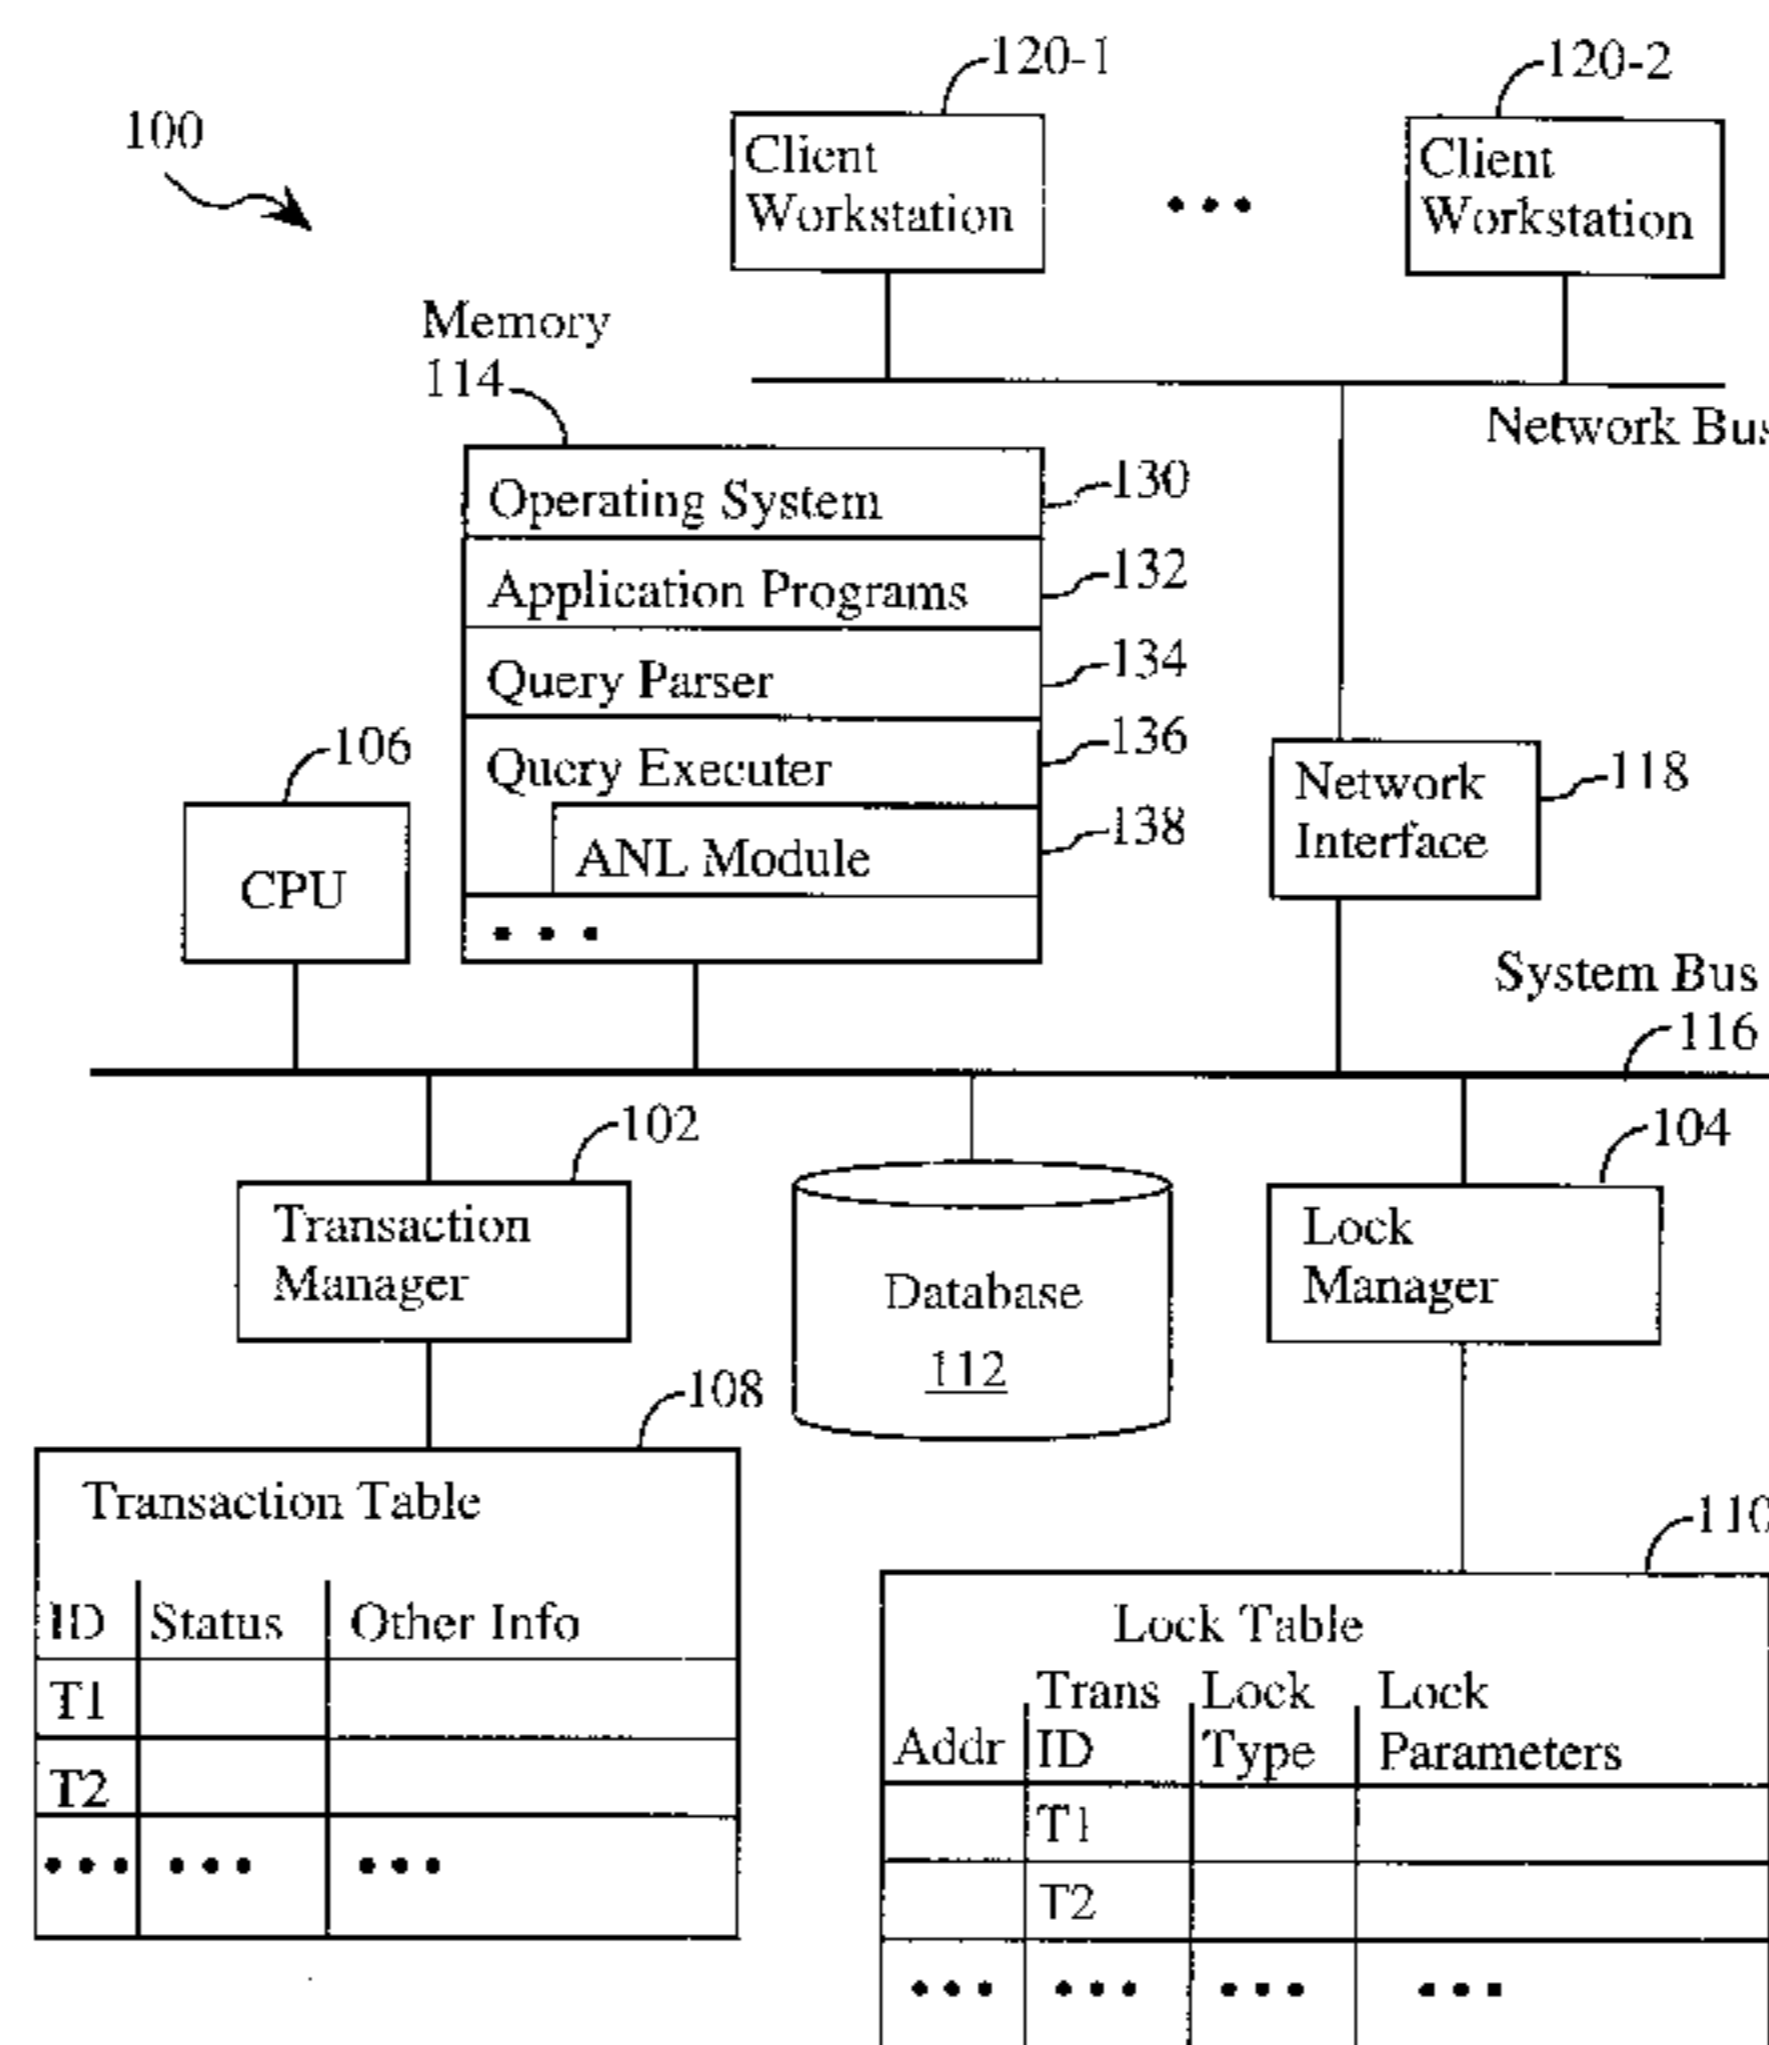 120-1
120-2
100
Client
Workstation
Client
Workstation
Memory
114
Network Bus
Operating System
130
Application Programs
132
Query Parser
134
Query Executer
136
ANL Module
138
106
CPU
Network
Interface
118
System Bus
116
102
Transaction
Manager
Database
112
104
Lock
Manager
108
Transaction Table
ID Status Other Info
T1
T2
110
Lock Table
Addr
Trans
ID
Lock
Type
Lock
Parameters
T1
T2